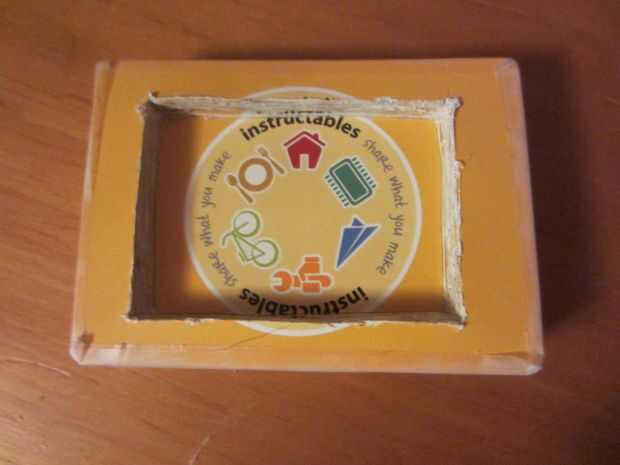 instructables
share what you make
share what you make
instructables